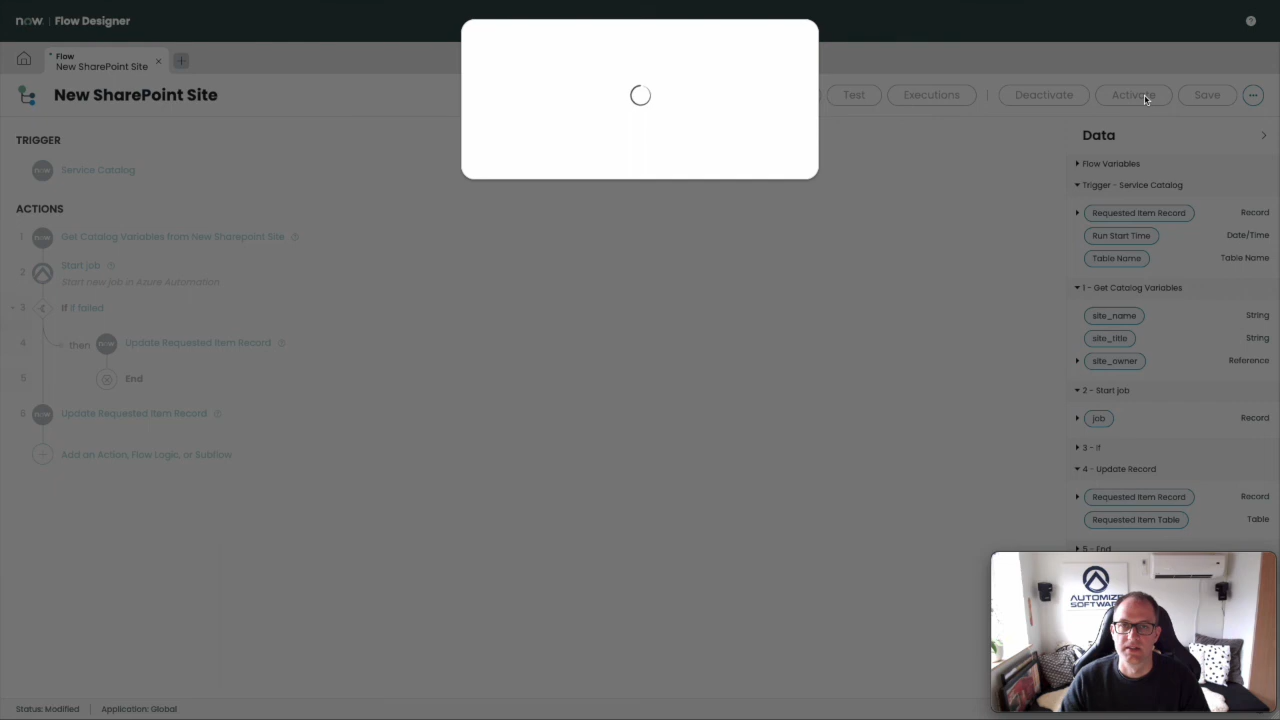 now. Flow Designer
Flow
New SharePoint Site
New SharePoint Site
Test
Executions
Deactivate
Activate
Save
TRIGGER
Service Catalog
ACTIONS
1 now Get Catalog Variables from New Sharepoint Site
2 Start job
Start new job in Azure Automation
3 If if failed
4 then now Update Requested Item Record
5 End
6 now Update Requested Item Record
Add an Action, Flow Logic, or Subflow
Data
Flow Variables
Trigger - Service Catalog
Requested Item Record Record
Run Start Time Date/Time
Table Name Table Name
1 - Get Catalog Variables
site_name String
site_title String
site_owner Reference
2 - Start job
job Record
3 - If
4 - Update Record
Requested Item Record Record
Requested Item Table Table
5 - End
AUTOMIZE
SOFTWARE
Status: Modified
Application: Global